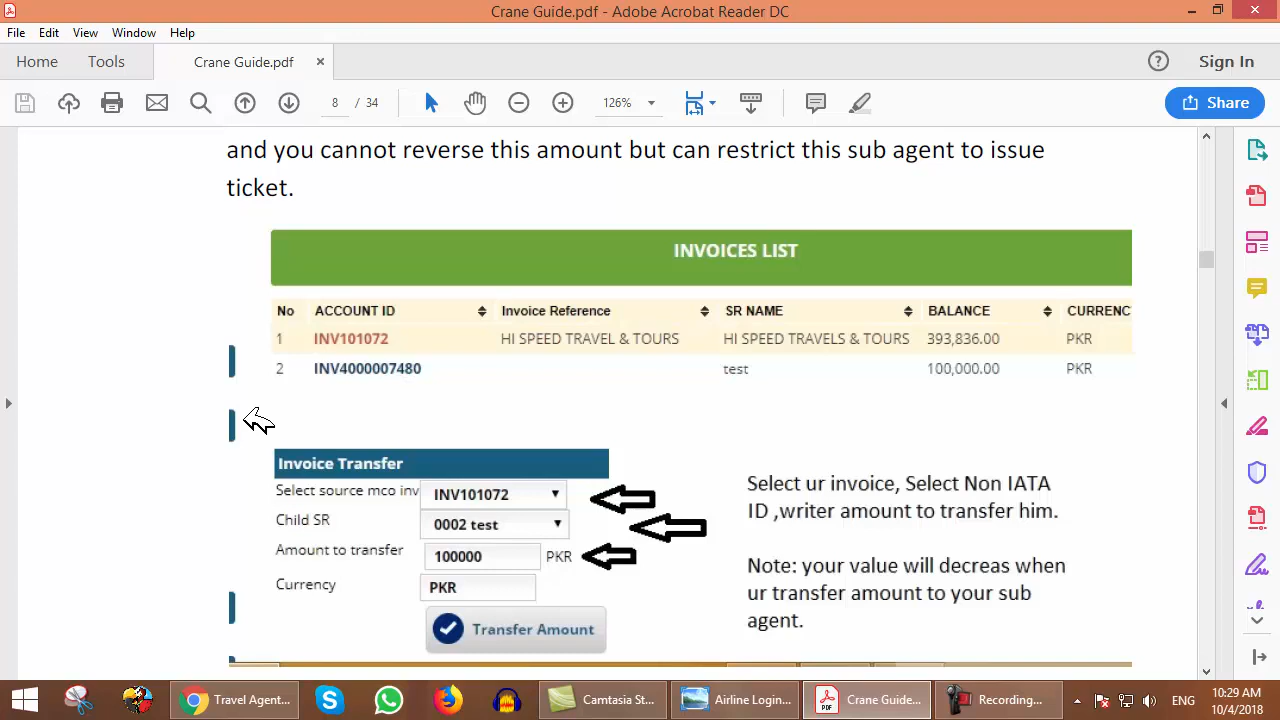 Crane Guide.pdf - Adobe Acrobat Reader DC
File Edit View Window Help
Home Tools Crane Guide.pdf × Sign In
8 / 34 126% Share
and you cannot reverse this amount but can restrict this sub agent to issue
ticket.
INVOICES LIST
No ACCOUNT ID Invoice Reference SR NAME BALANCE CURRENC
1 INV101072 HI SPEED TRAVEL & TOURS HI SPEED TRAVELS & TOURS 393,836.00 PKR
2 INV4000007480 test 100,000.00 PKR
Invoice Transfer
Select source mco inv INV101072
Child SR 0002 test
Amount to transfer 100000 PKR
Currency PKR
Transfer Amount
Select ur invoice, Select Non IATA
ID ,writer amount to transfer him.
Note: your value will decreas when
ur transfer amount to your sub
agent.
Travel Agent... Camtasia St... Airline Login... Crane Guide... Recording... ENG 10:29 AM
10/4/2018